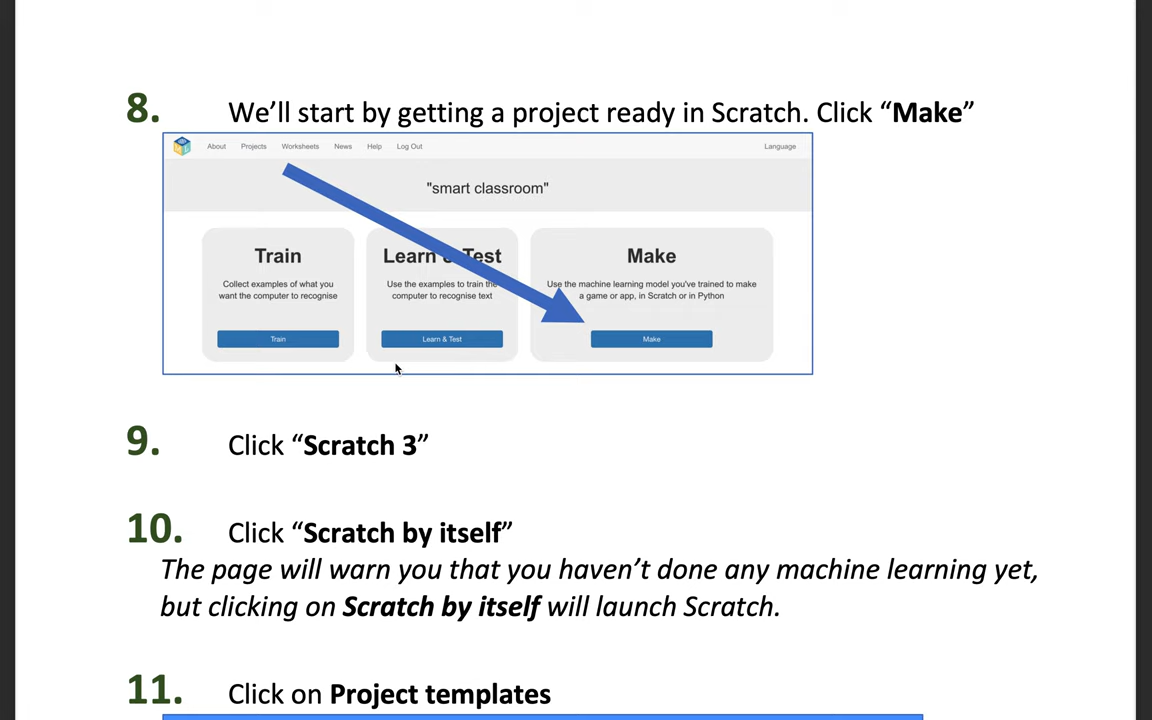 8. We’ll start by getting a project ready in Scratch. Click “Make”
About Projects Worksheets News Help Log Out Language
"smart classroom"
Train Learn & Test Make
Collect examples of what you
want the computer to recognise
Use the examples to train the
computer to recognise text
Use the machine learning model you've trained to make
a game or app, in Scratch or in Python
Train Learn & Test Make
9. Click “Scratch 3”
10. Click “Scratch by itself”
The page will warn you that you haven’t done any machine learning yet,
but clicking on Scratch by itself will launch Scratch.
11. Click on Project templates